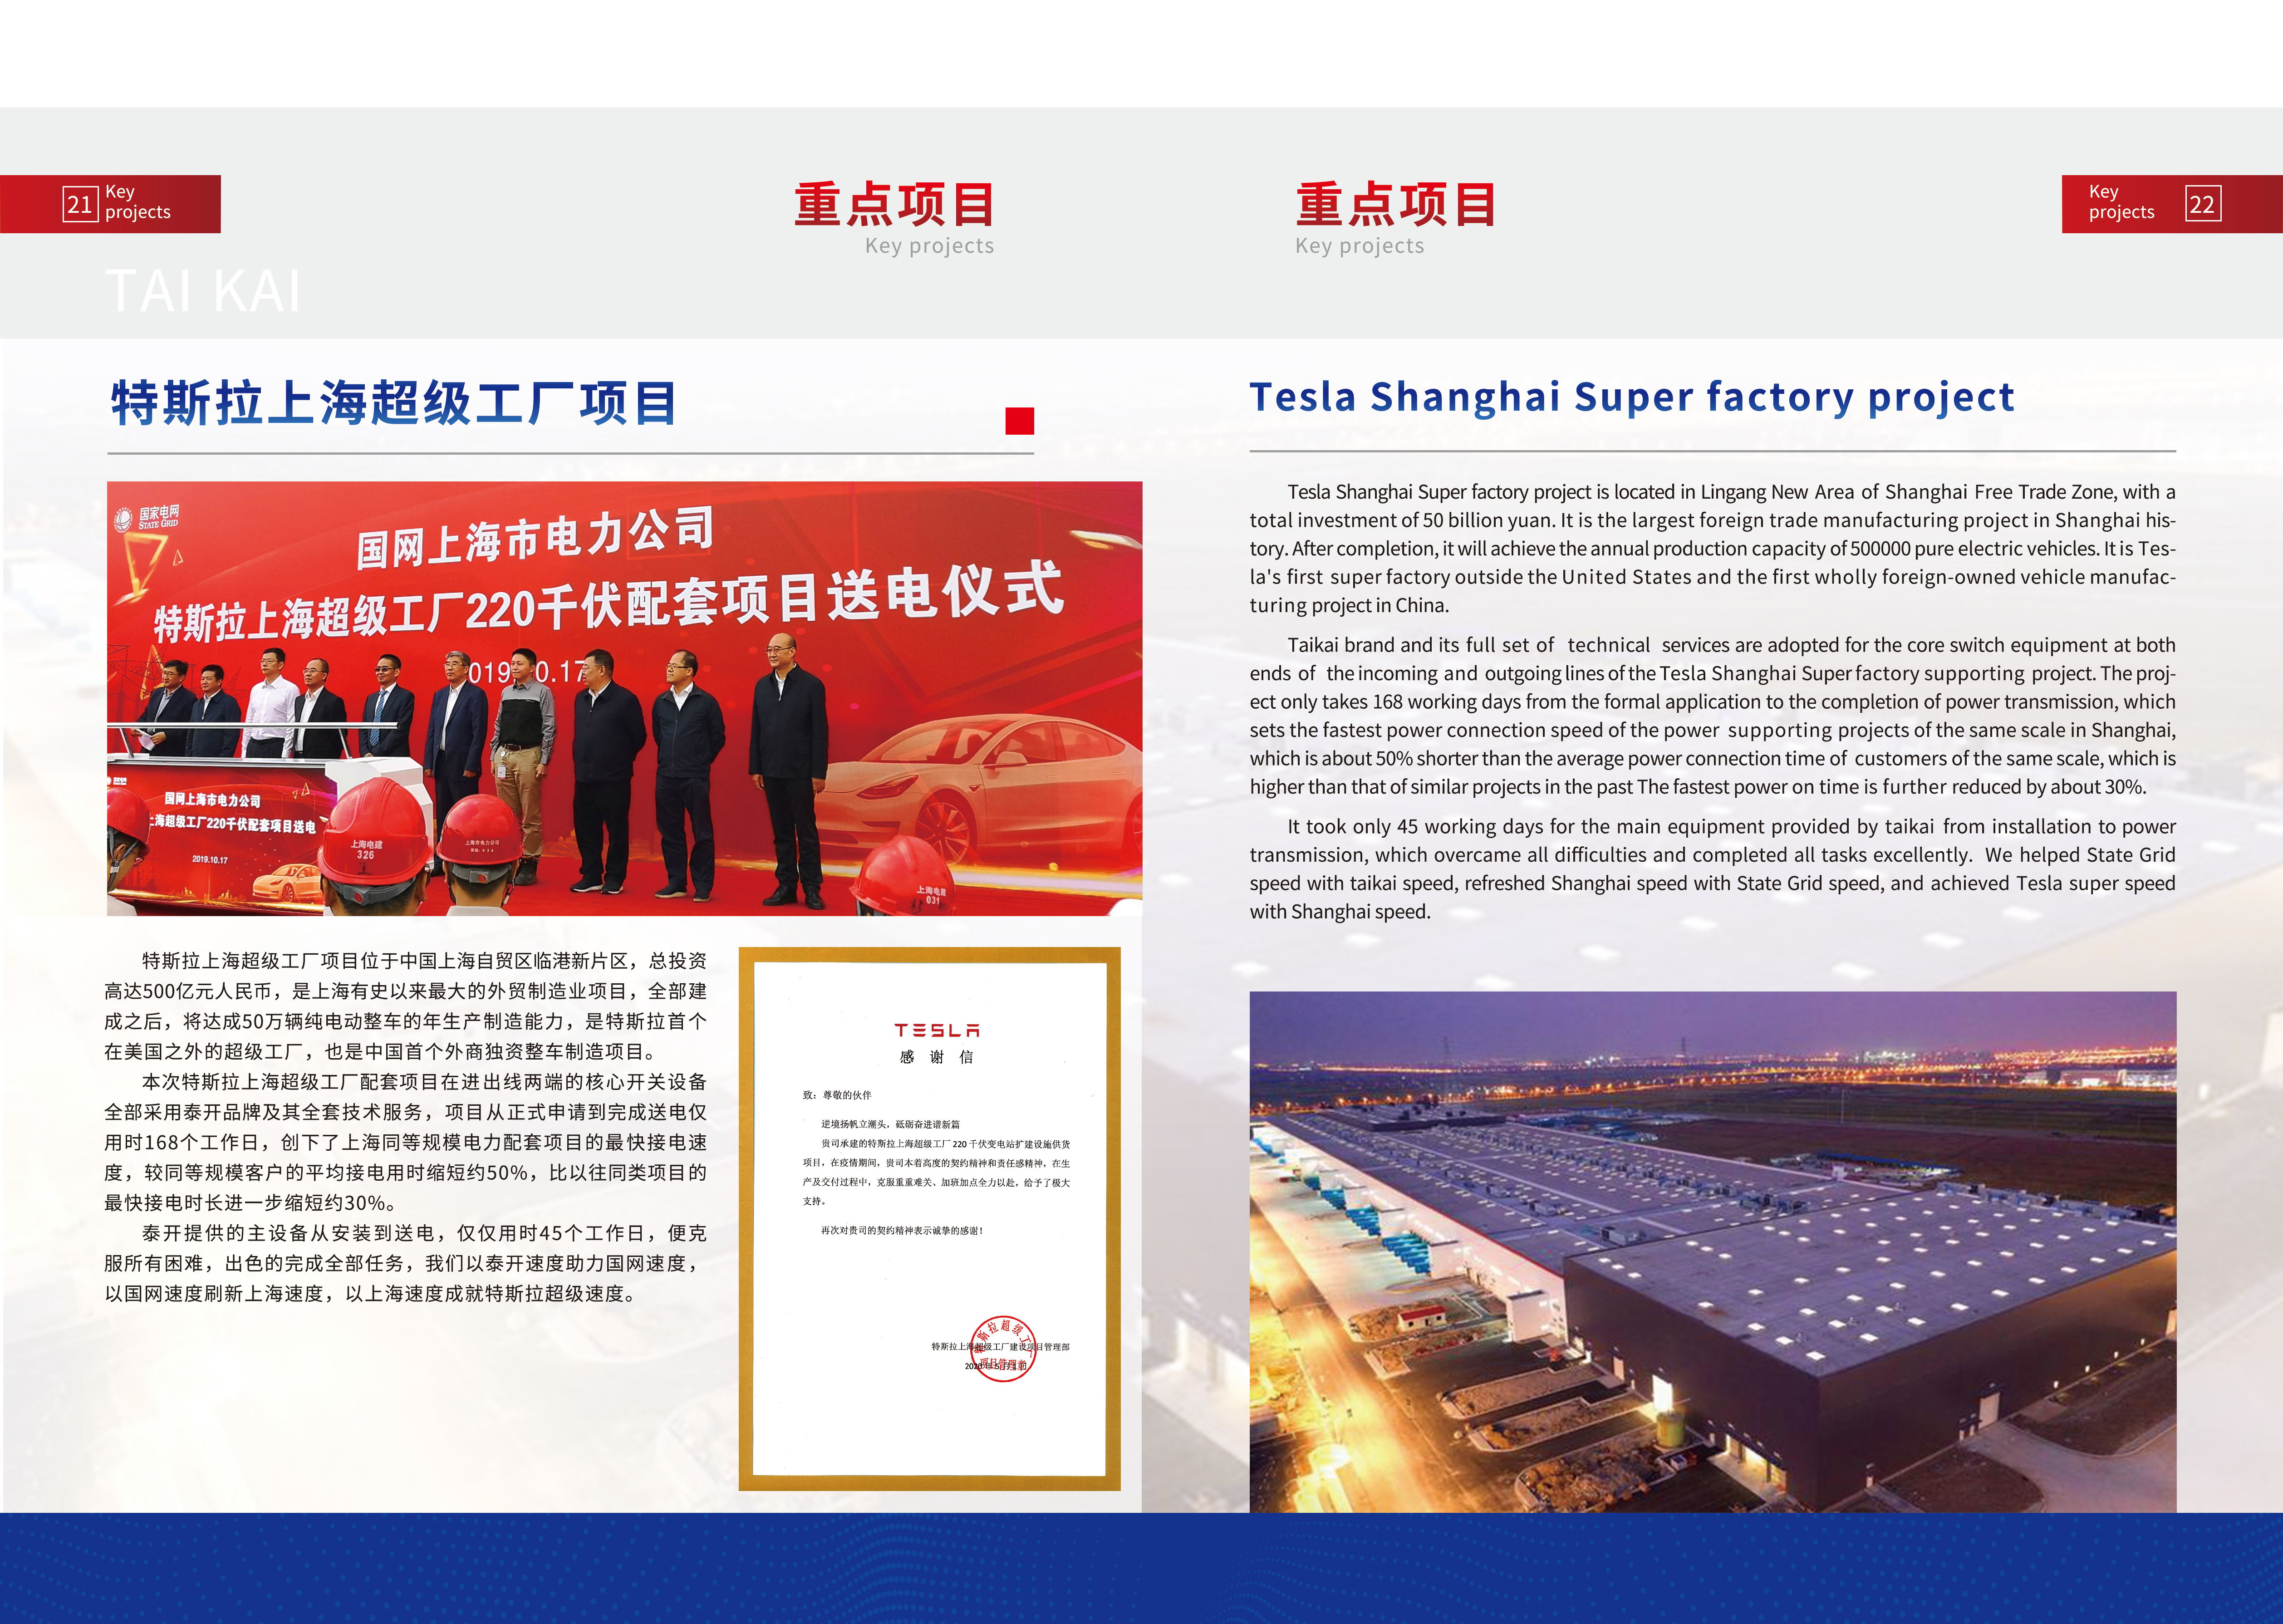 21
Key
projects
重点项目
Key projects
TAI KAI
特斯拉上海超级工厂项目
国家电网
STATE GRID
国网上海市电力公司
特斯拉上海超级工厂220千伏配套项目送电仪式
国网上海市电力公司
上海超级工厂220千伏配套项目送电
2019.10.17
上海电建
326
上海市电力公司
上海电建
031
特斯拉上海超级工厂项目位于中国上海自贸区临港新片区，总投资
高达500亿元人民币，是上海有史以来最大的外贸制造业项目，全部建
成之后，将达成50万辆纯电动整车的年生产制造能力，是特斯拉首个
在美国之外的超级工厂，也是中国首个外商独资整车制造项目。
本次特斯拉上海超级工厂配套项目在进出线两端的核心开关设备
全部采用泰开品牌及其全套技术服务，项目从正式申请到完成送电仅
用时168个工作日，创下了上海同等规模电力配套项目的最快接电速
度，较同等规模客户的平均接电用时缩短约50%，比以往同类项目的
最快接电时长进一步缩短约30%。
泰开提供的主设备从安装到送电，仅仅用时45个工作日，便克
服所有困难，出色的完成全部任务，我们以泰开速度助力国网速度，
以国网速度刷新上海速度，以上海速度成就特斯拉超级速度。
TESLA
感 谢 信
致：尊敬的伙伴
逆境扬帆立潮头，砥砺奋进谱新篇
贵司承建的特斯拉上海超级工厂 220 千伏变电站扩建设施供货
项目，在疫情期间，贵司本着高度的契约精神和责任感精神，在生
产及交付过程中，克服重重难关、加班加点全力以赴，给予了极大
支持。
再次对贵司的契约精神表示诚挚的感谢！
特斯拉上海超级工厂建设项目管理部
重点项目
Key projects
Key
projects
22
Tesla Shanghai Super factory project
Tesla Shanghai Super factory project is located in Lingang New Area of Shanghai Free Trade Zone, with a
total investment of 50 billion yuan. It is the largest foreign trade manufacturing project in Shanghai his-
tory. After completion, it will achieve the annual production capacity of 500000 pure electric vehicles. It is Tes-
la's first super factory outside the United States and the first wholly foreign-owned vehicle manufac-
turing project in China.
Taikai brand and its full set of technical services are adopted for the core switch equipment at both
ends of the incoming and outgoing lines of the Tesla Shanghai Super factory supporting project. The proj-
ect only takes 168 working days from the formal application to the completion of power transmission, which
sets the fastest power connection speed of the power supporting projects of the same scale in Shanghai,
which is about 50% shorter than the average power connection time of customers of the same scale, which is
higher than that of similar projects in the past The fastest power on time is further reduced by about 30%.
It took only 45 working days for the main equipment provided by taikai from installation to power
transmission, which overcame all difficulties and completed all tasks excellently. We helped State Grid
speed with taikai speed, refreshed Shanghai speed with State Grid speed, and achieved Tesla super speed
with Shanghai speed.